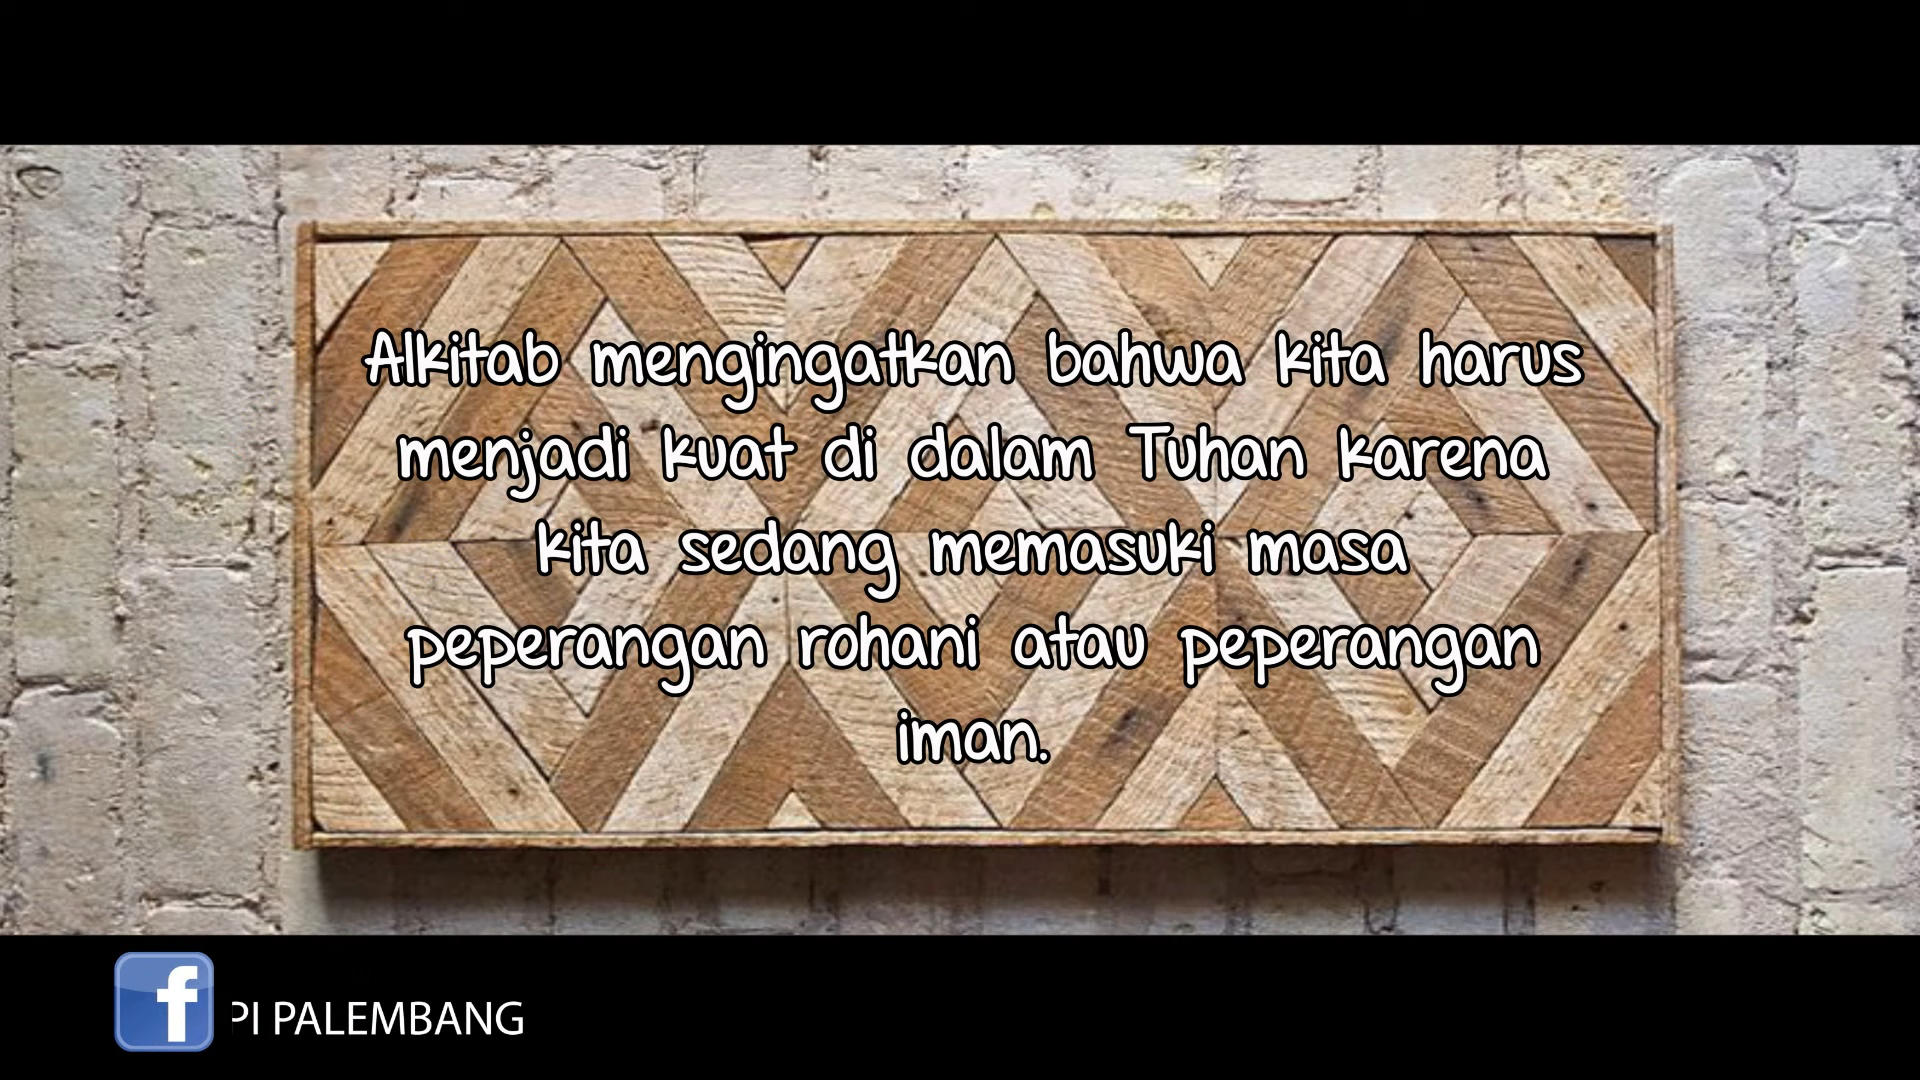 Alkitab mengingatkan bahwa kita harus
menjadi kuat di dalam Tuhan karena
kita sedang memasuki masa
peperangan rohani atau peperangan
iman.
f
PI PALEMBANG